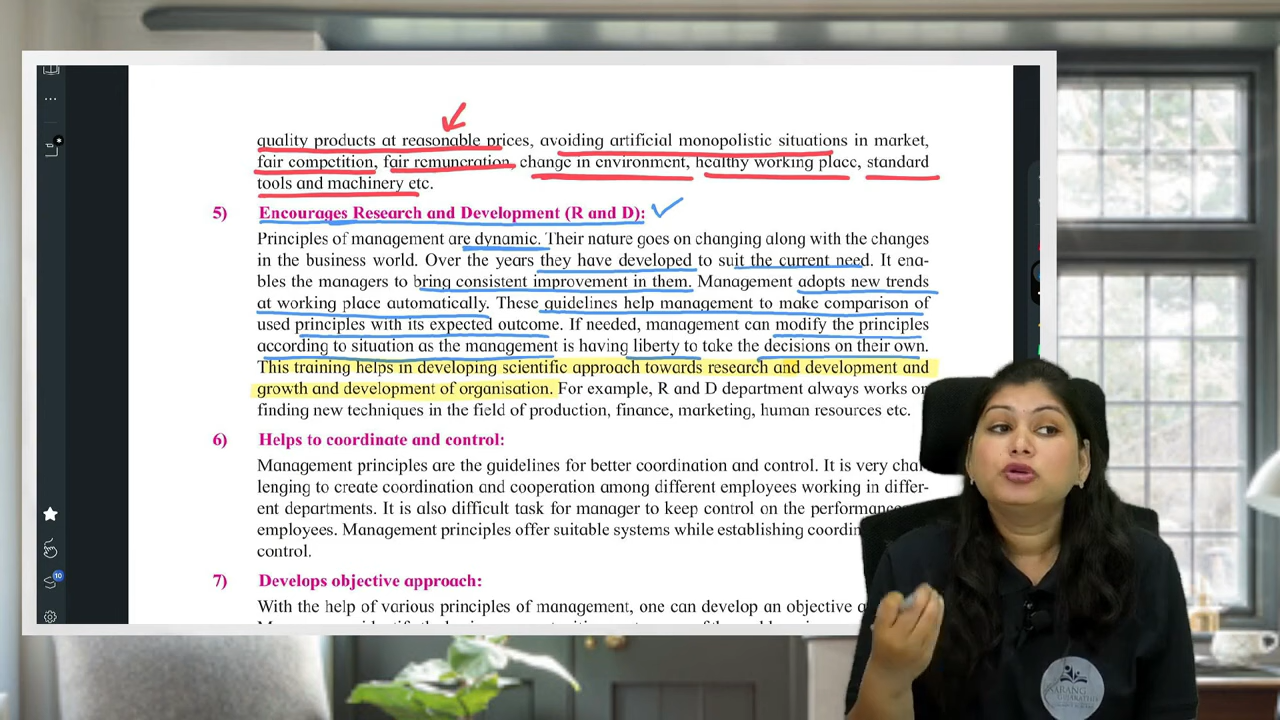 quality products at reasonable prices, avoiding artificial monopolistic situations in market,
fair competition, fair remuneration, change in environment, healthy working place, standard
tools and machinery etc.
5) Encourages Research and Development (R and D):
Principles of management are dynamic. Their nature goes on changing along with the changes
in the business world. Over the years they have developed to suit the current need. It ena-
bles the managers to bring consistent improvement in them. Management adopts new trends
at working place automatically. These guidelines help management to make comparison of
used principles with its expected outcome. If needed, management can modify the principles
according to situation as the management is having liberty to take the decisions on their own.
This training helps in developing scientific approach towards research and development and
growth and development of organisation. For example, R and D department always works on
finding new techniques in the field of production, finance, marketing, human resources etc.
6) Helps to coordinate and control:
Management principles are the guidelines for better coordination and control. It is very chal-
lenging to create coordination and cooperation among different employees working in differ-
ent departments. It is also difficult task for manager to keep control on the performance
employees. Management principles offer suitable systems while establishing
control.
7) Develops objective approach:
With the help of various principles of management, one can develop an objective
10
SARANG